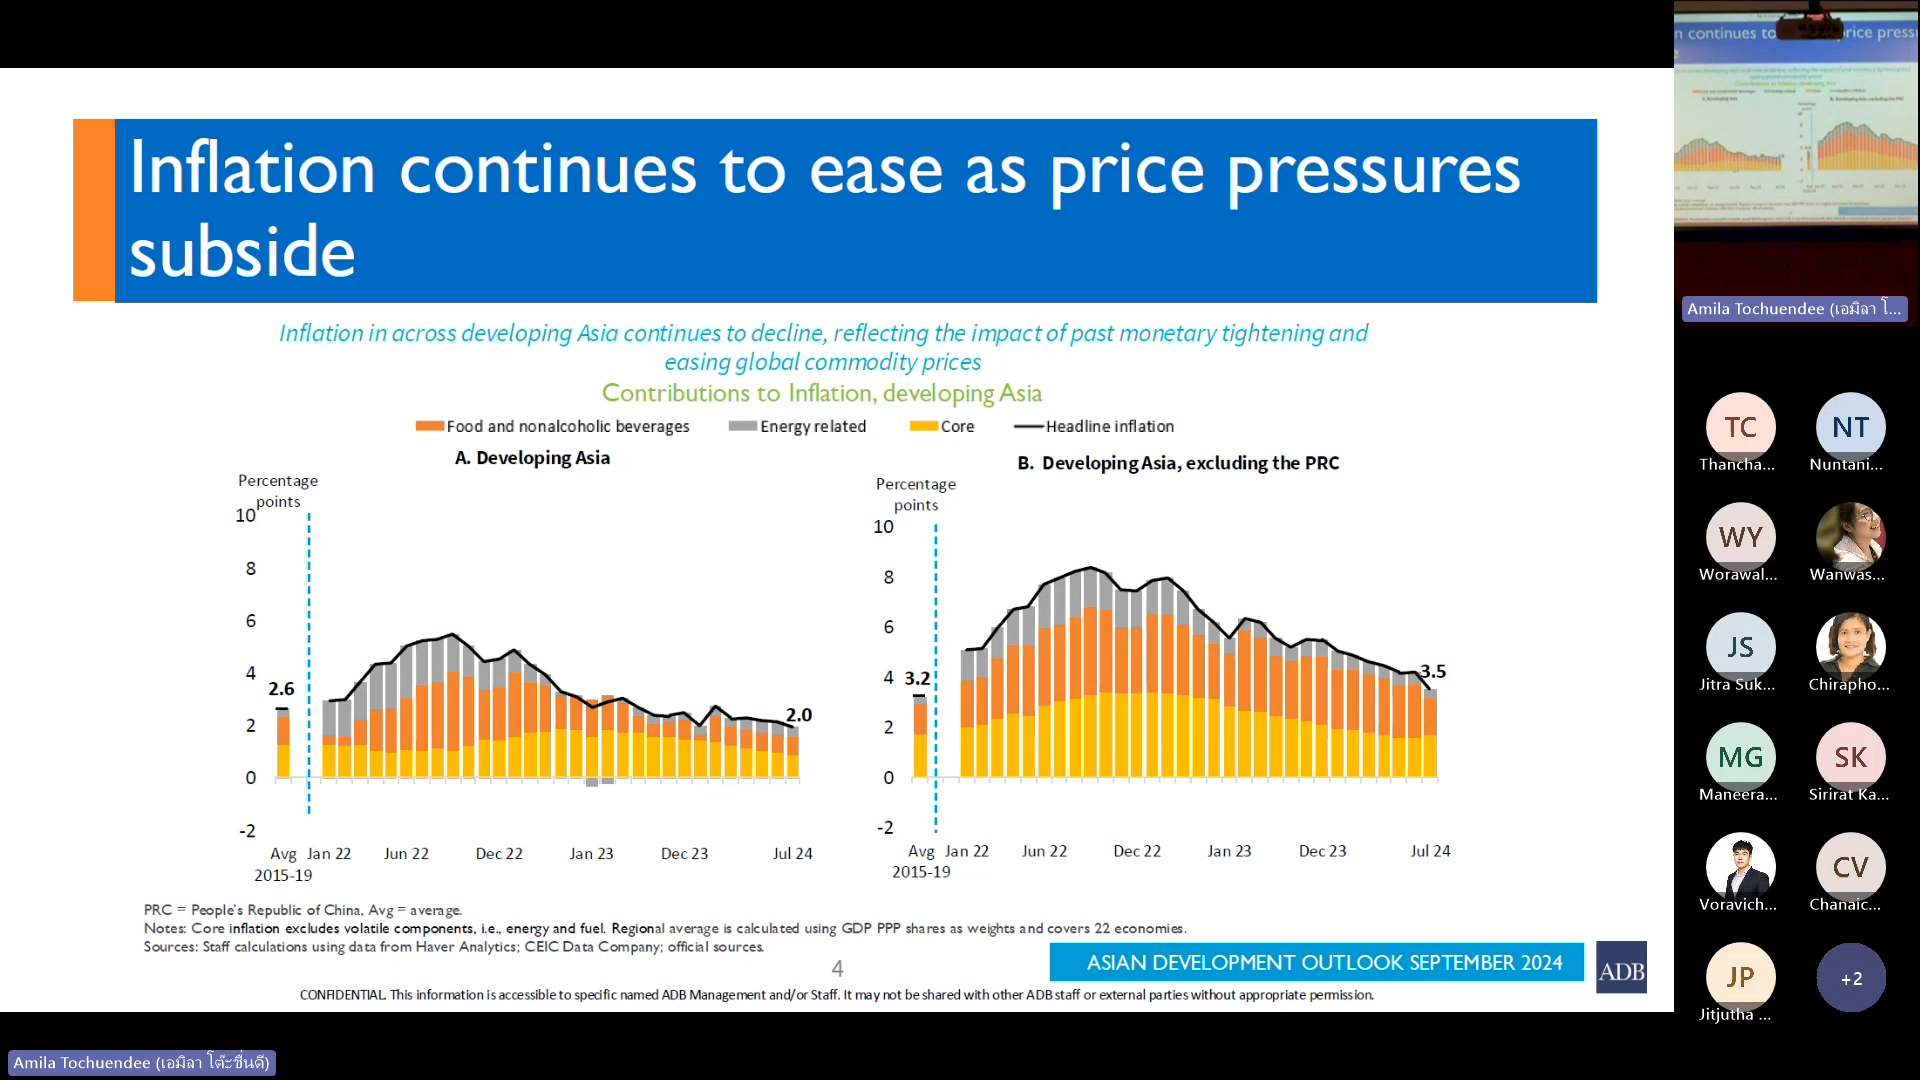 Inflation continues to ease as price pressures
subside
Inflation in across developing Asia continues to decline, reflecting the impact of past monetary tightening and
easing global commodity prices
Contributions to Inflation, developing Asia
Food and nonalcoholic beverages
Energy related
Core
Headline inflation
A. Developing Asia
Percentage
points
10
8
6
4
2
0
-2
2.6
2.0
Avg
2015-19
Jan 22
Jun 22
Dec 22
Jan 23
Dec 23
Jul 24
B. Developing Asia, excluding the PRC
Percentage
points
10
8
6
4
2
0
-2
3.2
3.5
Avg
2015-19
Jan 22
Jun 22
Dec 22
Jan 23
Dec 23
Jul 24
PRC = People's Republic of China, Avg = average.
Notes: Core inflation excludes volatile components, i.e., energy and fuel. Regional average is calculated using GDP PPP shares as weights and covers 22 economies.
Sources: Staff calculations using data from Haver Analytics; CEIC Data Company; official sources.
4
ASIAN DEVELOPMENT OUTLOOK SEPTEMBER 2024
ADB
CONFIDENTIAL. This information is accessible to specific named ADB Management and/or Staff. It may not be shared with other ADB staff or external parties without appropriate permission.
Amila Tochuendee (เอมิลา โต๊ะชื่นดี)
n continues to
rice press
Amila Tochuendee (เอมิลา โ...
TC
Thancha...
NT
Nuntani...
WY
Worawal...
Wanwas...
JS
Jitra Suk...
Chirapho...
MG
Maneera...
SK
Sirirat Ka...
Voravich...
CV
Chanaic...
JP
Jitjutha ...
+2